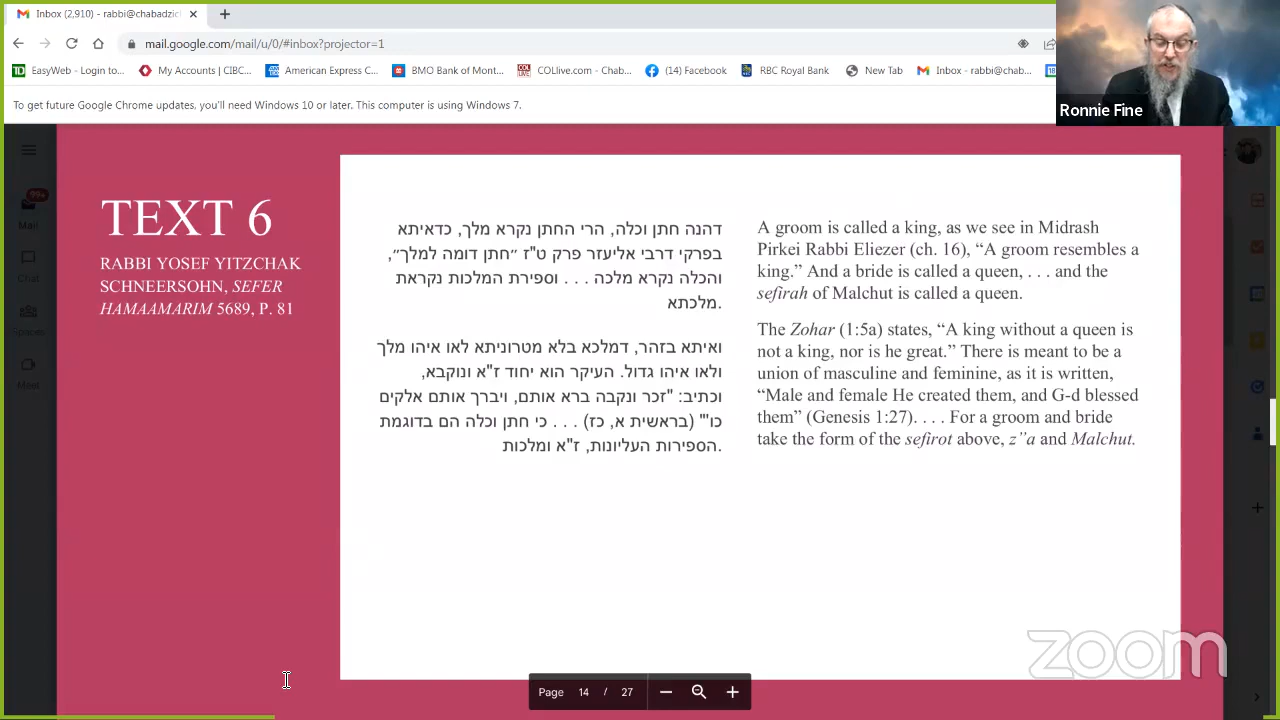 Inbox (2,910) - rabbi@chabadzic
mail.google.com/mail/u/0/#inbox?projector=1
EasyWeb - Login to... My Accounts | CIBC... American Express C... BMO Bank of Mont... COLlive.com - Chab... (14) Facebook RBC Royal Bank New Tab Inbox - rabbi@chab...
To get future Google Chrome updates, you'll need Windows 10 or later. This computer is using Windows 7.
Ronnie Fine
99+
Mail
Chat
Spaces
Meet
TEXT 6
RABBI YOSEF YITZCHAK
SCHNEERSOHN, SEFER
HAMAAMARIM 5689, P. 81
דהנה חתן וכלה, הרי החתן נקרא מלך, כדאיתא
בפרקי דרבי אליעזר פרק ט"ז ״חתן דומה למלך״,
והכלה נקרא מלכה . . . וספירת המלכות נקראת
מלכתא.
ואיתא בזהר, דמלכא בלא מטרוניתא לאו איהו מלך
ולאו איהו גדול. העיקר הוא יחוד ז"א ונוקבא,
וכתיב: "זכר ונקבה ברא אותם, ויברך אותם אלקים
כו'" (בראשית א, כז) . . . כי חתן וכלה הם בדוגמת
הספירות העליונות, ז"א ומלכות.
A groom is called a king, as we see in Midrash
Pirkei Rabbi Eliezer (ch. 16), “A groom resembles a
king.” And a bride is called a queen, . . . and the
sefirah of Malchut is called a queen.
The Zohar (1:5a) states, “A king without a queen is
not a king, nor is he great.” There is meant to be a
union of masculine and feminine, as it is written,
“Male and female He created them, and G-d blessed
them” (Genesis 1:27). . . . For a groom and bride
take the form of the sefirot above, z”a and Malchut.
Page 14 / 27
zoom